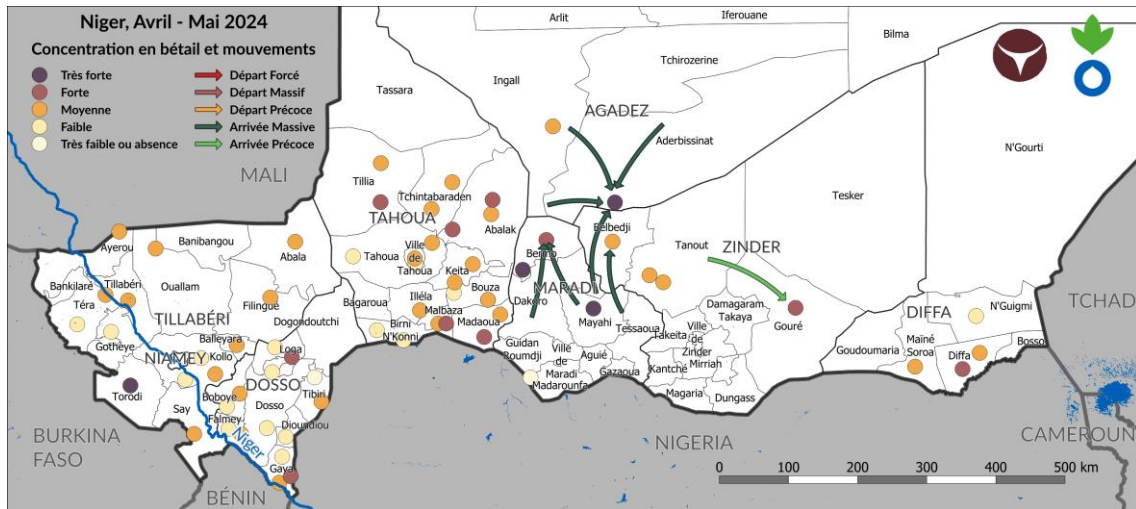 Niger, Avril - Mai 2024
Concentration en bétail et mouvements
Très forte
Forte
Moyenne
Faible
Très faible ou absence
Départ Forcé
Départ Massif
Départ Précoce
Arrivée Massive
Arrivée Précoce
Arlit
Iferouane
Bilma
Tchirozerine
Ingall
Tassara
AGADEZ
Aderbissinat
N'Gourti
MALI
Tillia
Tchintabaraden
Tesker
TAHOUA
Abalak
Belbedji
Tanout
ZINDER
Ayerou
Banibangou
Abala
Tahoua
Ville
de
Tahoua
Keita
Bermo
MARADI
Bankilaré
Tillabéri
Téra
Ouallam
Filingue
Bagaroua
Illéla
Bouza
Dakoro
Mayahi
Damagaram
Takaya
Gouré
TCHAD
TILLABÉRI
Dogondoutchi
Malbaza
Madaoua
Birni
N'Konni
Tessaoua
Takeita
DIFFA
N'Guigmi
Gotheye
Balleyara
NIAMEY
Kollo
Loga
Guidan
Roumdji
Ville
de
Maradi
Madarounfa
Aguié
Gazaoua
Ville
de
Zinder
Mirriah
Kantché
Magaria
Dungass
Goudoumaria
Maïné
Soroa
Diffa
Bosso
Torodi
Say
DOSSO
Boboye
Dosso
Tibiri
Falmey
Dioundiou
Niger
Gaya
BURKINA
FASO
BÉNIN
NIGERIA
CAMEROUN
0 100 200 300 400 500 km